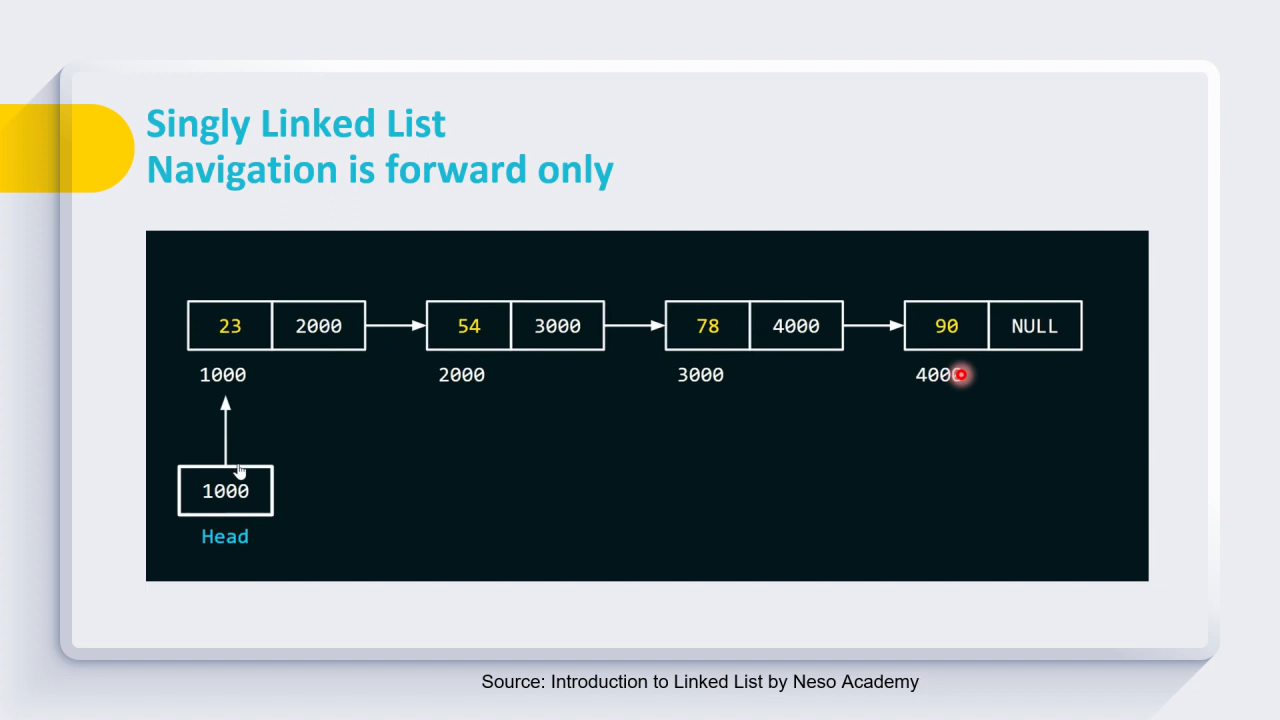 Singly Linked List
Navigation is forward only
23 2000 54 3000 78 4000 90 NULL
1000 2000 3000 4000
1000
Head
Source: Introduction to Linked List by Neso Academy